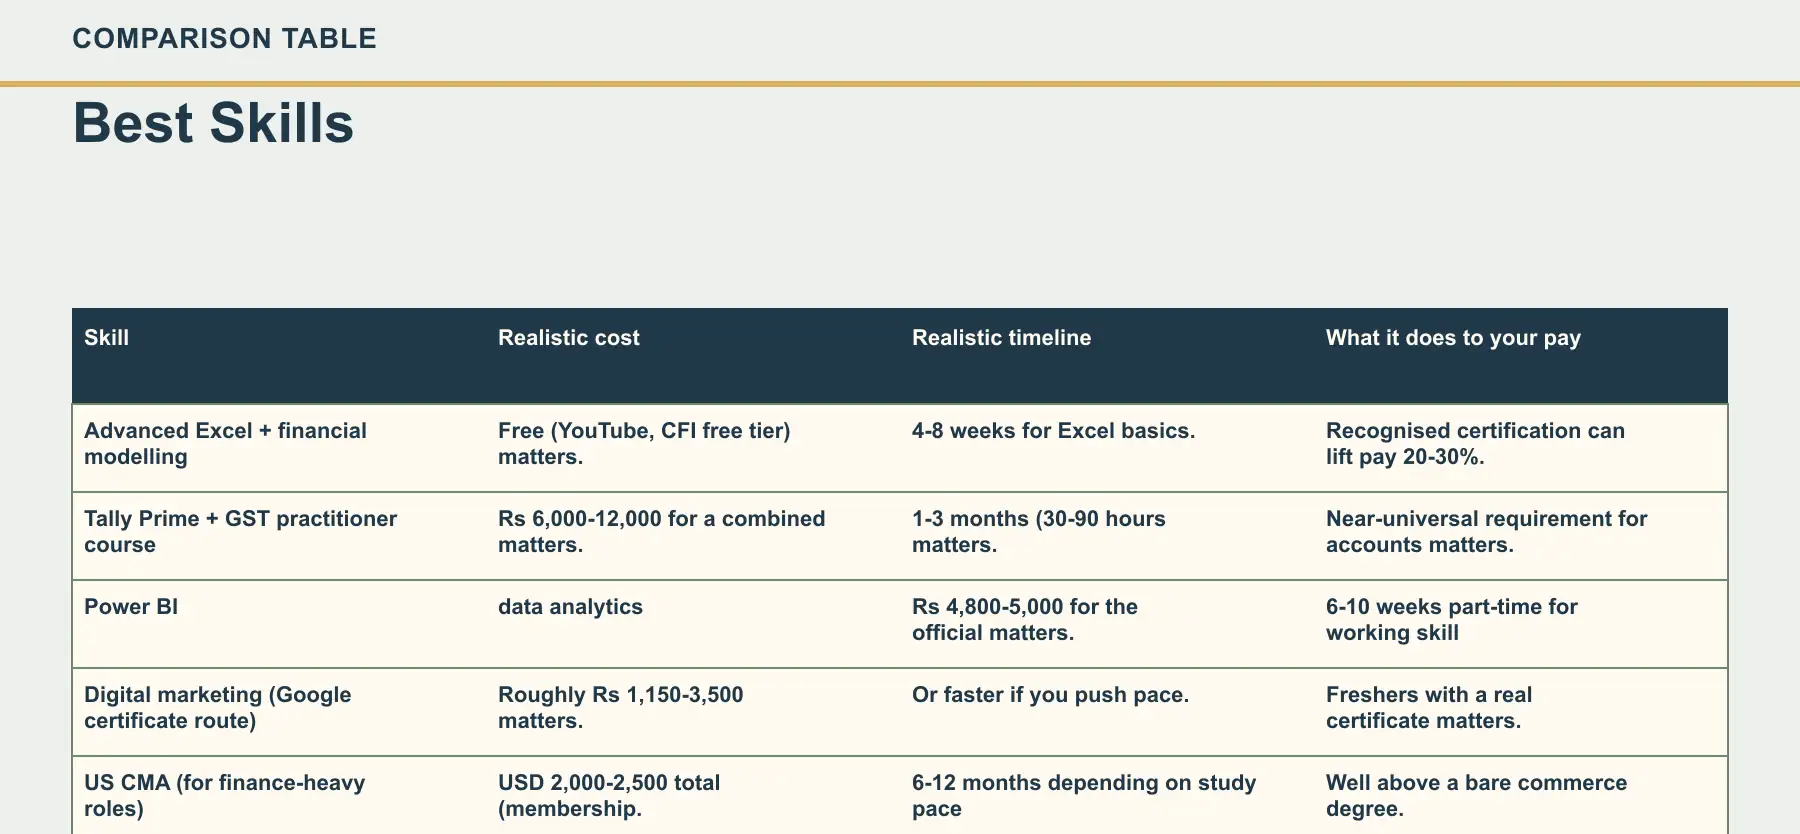 COMPARISON TABLE
Best Skills
Skill
Realistic cost
Realistic timeline
What it does to your pay
Advanced Excel + financial
modelling
Free (YouTube, CFI free tier)
matters.
4-8 weeks for Excel basics.
Recognised certification can
lift pay 20-30%.
Tally Prime + GST practitioner
course
Rs 6,000-12,000 for a combined
matters.
1-3 months (30-90 hours
matters.
Near-universal requirement for
accounts matters.
Power BI
data analytics
Rs 4,800-5,000 for the
official matters.
6-10 weeks part-time for
working skill
Digital marketing (Google
certificate route)
Roughly Rs 1,150-3,500
matters.
Or faster if you push pace.
Freshers with a real
certificate matters.
US CMA (for finance-heavy
roles)
USD 2,000-2,500 total
(membership.
6-12 months depending on study
pace
Well above a bare commerce
degree.